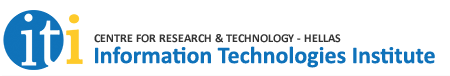 iti
CENTRE FOR RESEARCH & TECHNOLOGY - HELLAS
Information Technologies Institute